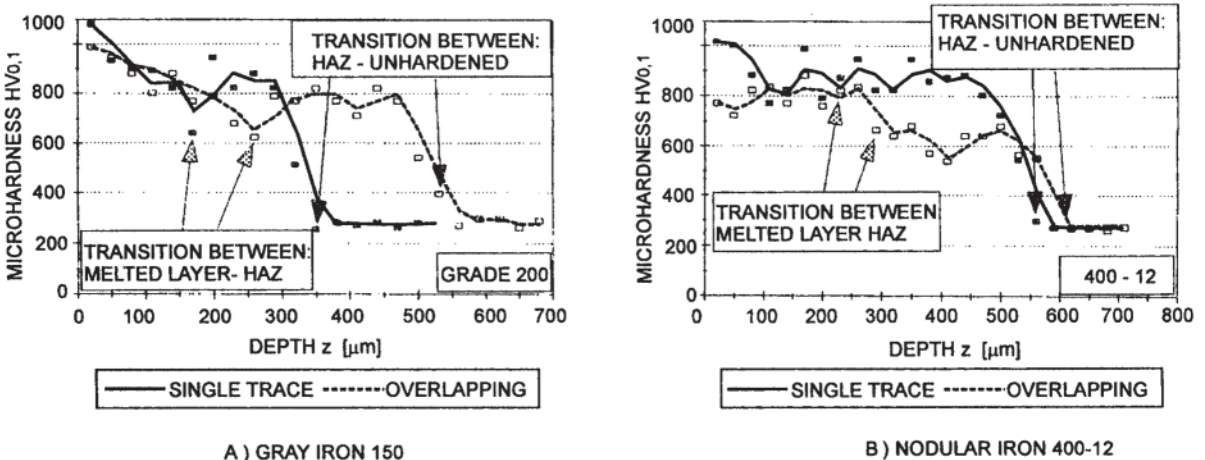 MICROHARDNESS HV0,1
1000
800
600
400
200
0
TRANSITION BETWEEN:
HAZ - UNHARDENED
TRANSITION BETWEEN:
MELTED LAYER- HAZ
GRADE 200
0 100 200 300 400 500 600 700
DEPTH z [µm]
SINGLE TRACE OVERLAPPING
A ) GRAY IRON 150
MICROHARDNESS HV0,1
1000
800
600
400
200
0
TRANSITION BETWEEN:
HAZ - UNHARDENED
TRANSITION BETWEEN
MELTED LAYER HAZ
400 - 12
0 100 200 300 400 500 600 700 800
DEPTH z [µm]
SINGLE TRACE OVERLAPPING
B ) NODULAR IRON 400-12